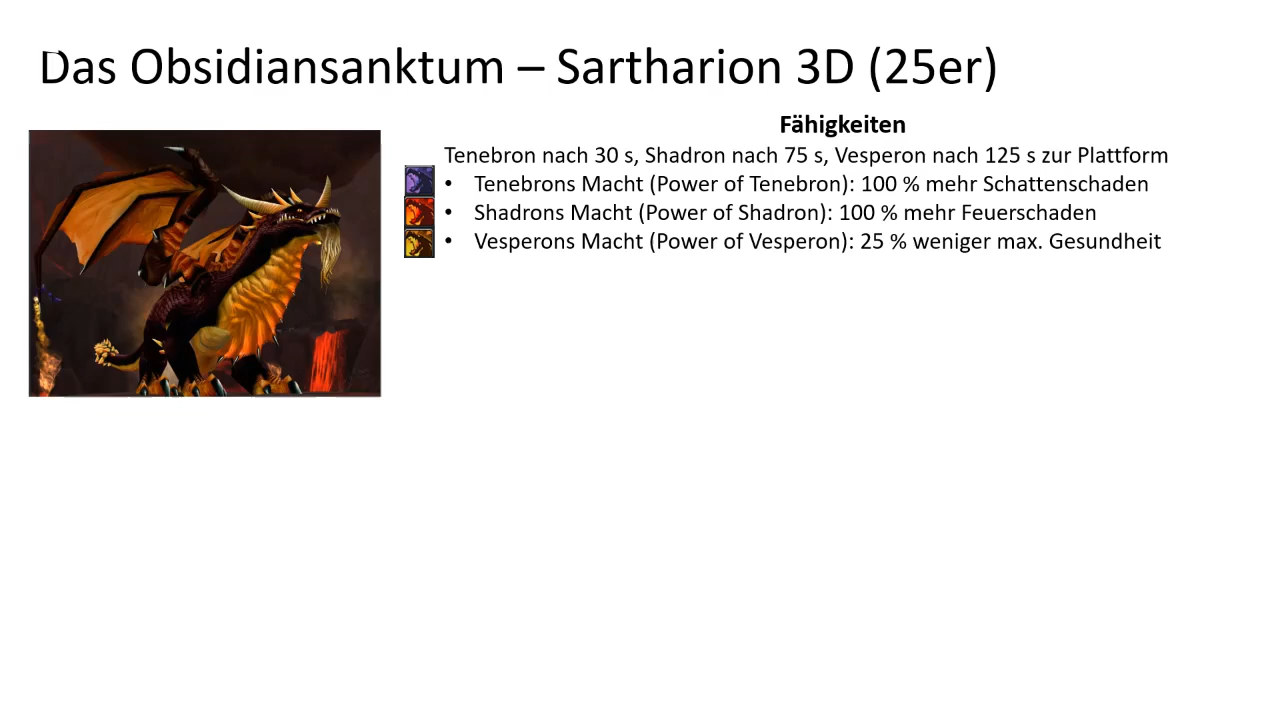 Das Obsidiansanktum – Sartharion 3D (25er)
Fähigkeiten
Tenebron nach 30 s, Shadron nach 75 s, Vesperon nach 125 s zur Plattform
• Tenebrons Macht (Power of Tenebron): 100 % mehr Schattenschaden
• Shadrons Macht (Power of Shadron): 100 % mehr Feuerschaden
• Vesperons Macht (Power of Vesperon): 25 % weniger max. Gesundheit